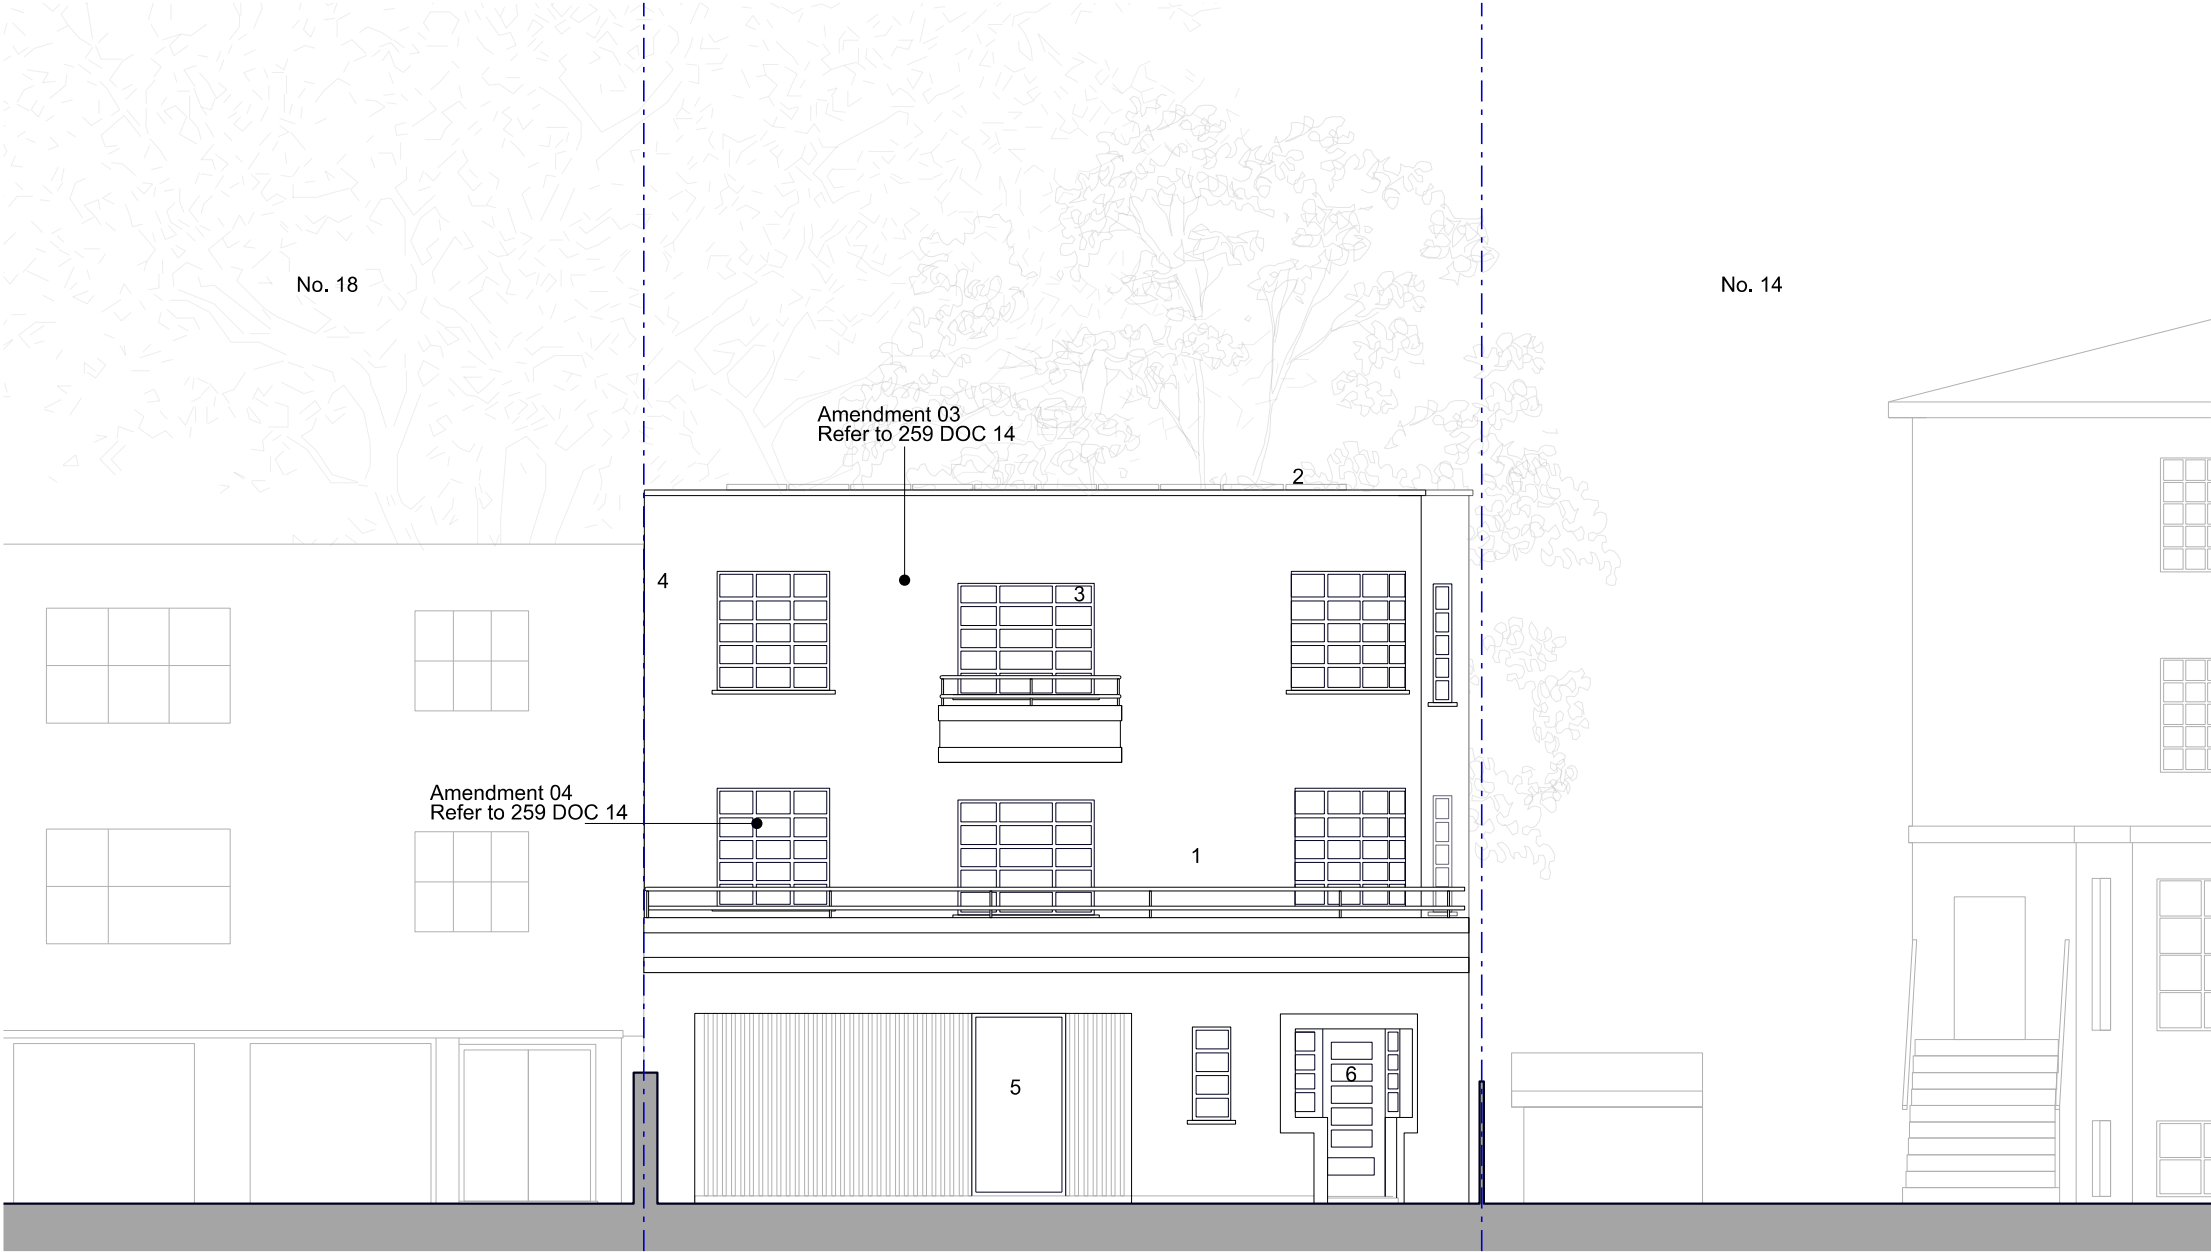 No. 18
No. 14
Amendment 03
Refer to 259 DOC 14
2
4
3
Amendment 04
Refer to 259 DOC 14
1
5
6